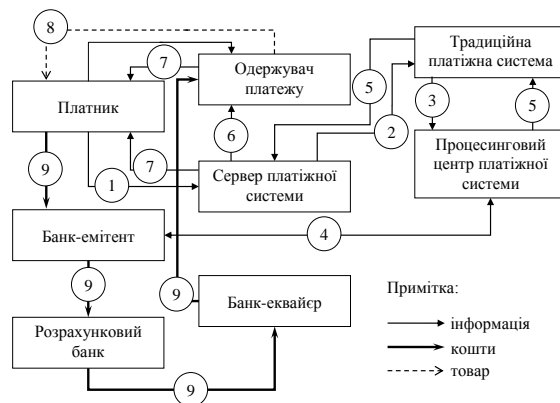 8
Традиційна
платіжна система
7
Одержувач
платежу
5
Платник
2
3
5
6
Процесинговий
центр платіжної
системи
9
7
1
Сервер платіжної
системи
Банк-емітент
4
9
9
Банк-еквайєр
Примітка:
Розрахунковий
банк
інформація
кошти
9
товар